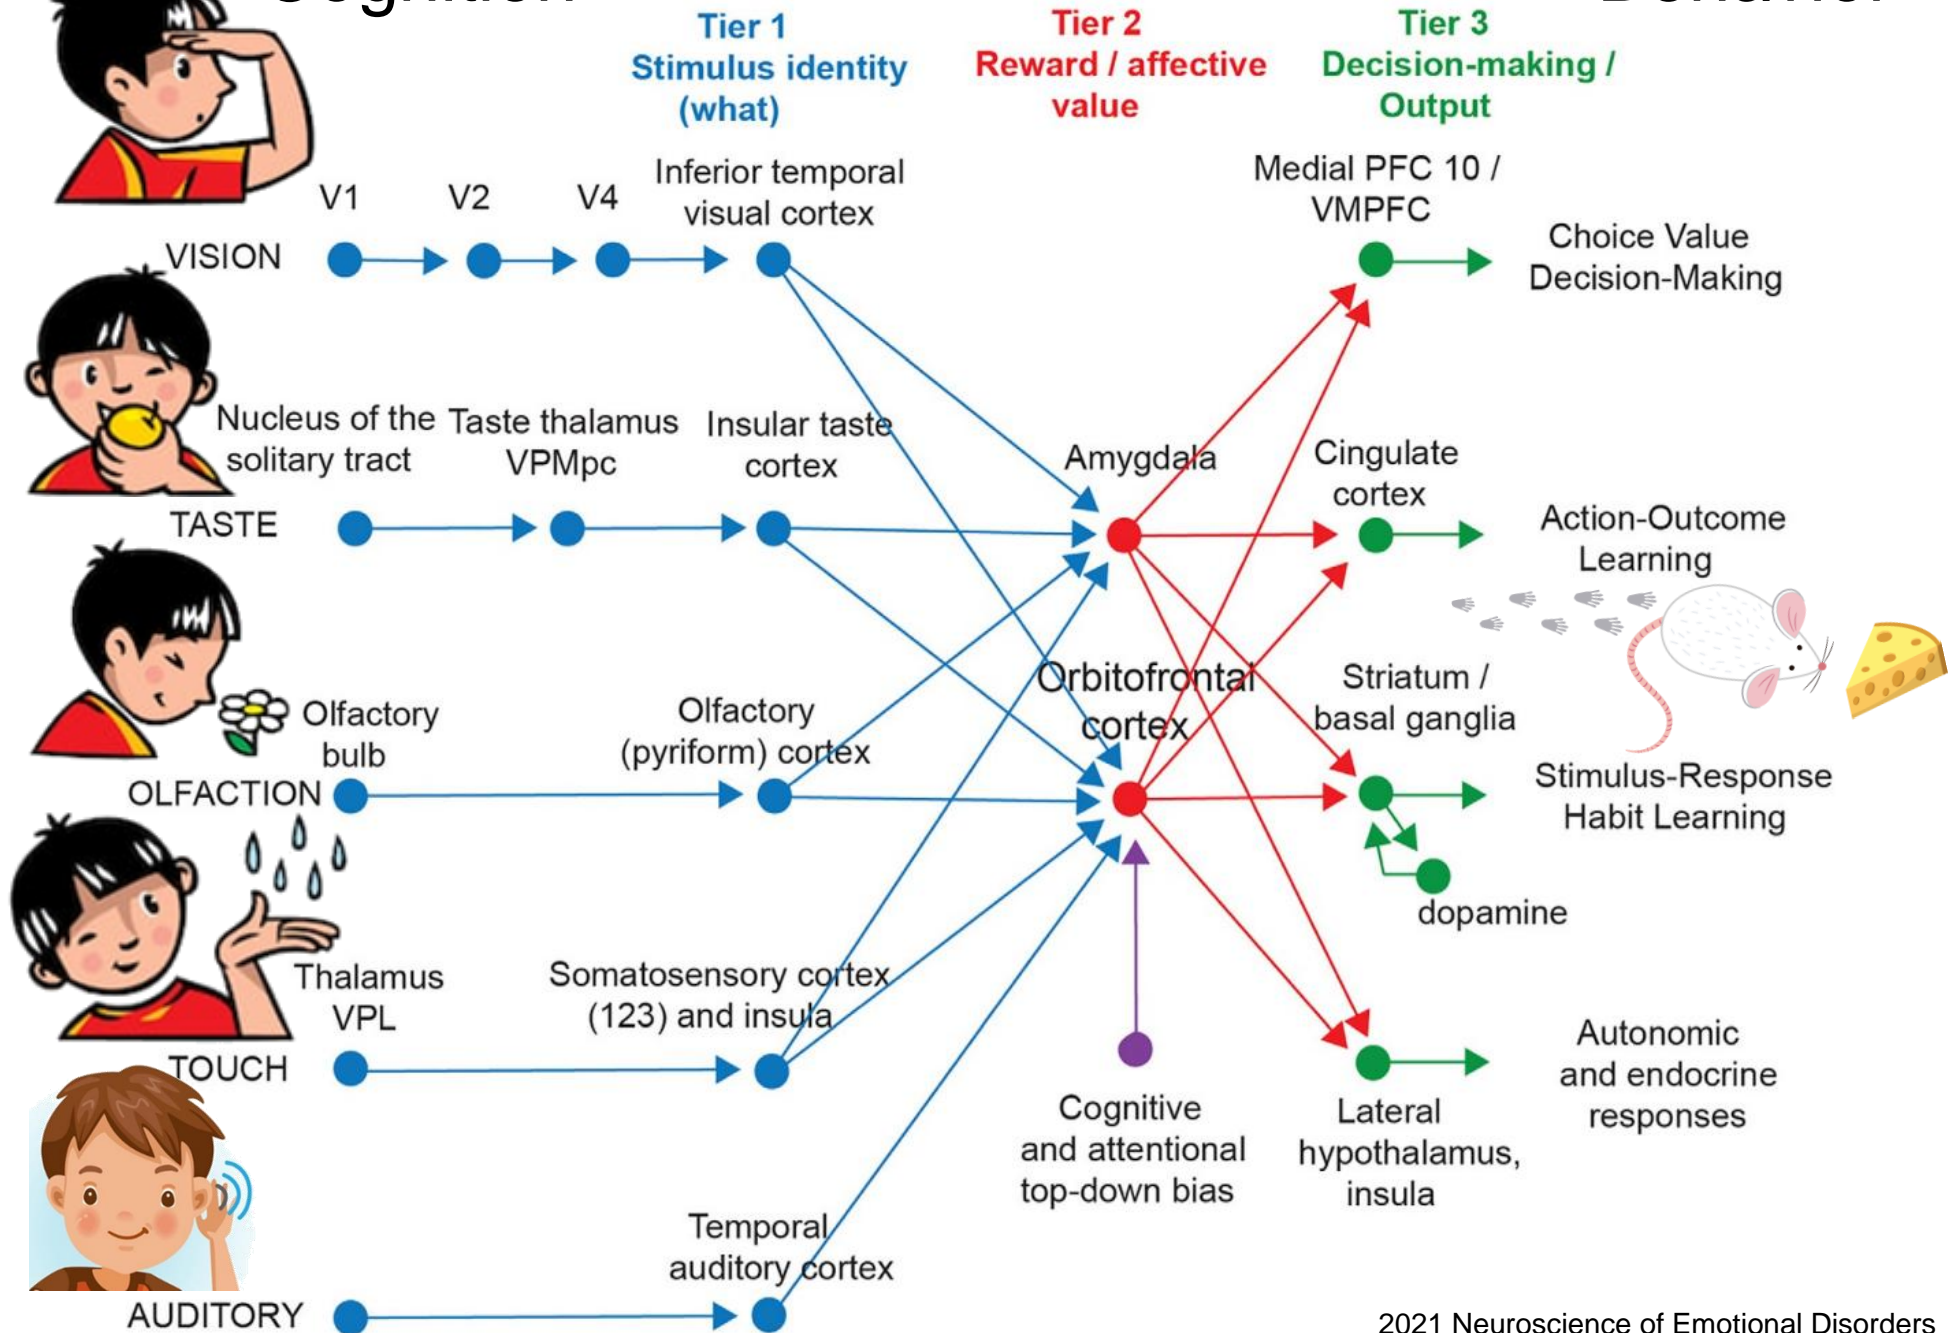 Tier 1
Stimulus identity
(what)
Tier 2
Reward / affective
value
Tier 3
Decision-making /
Output
V1
V2
V4
Inferior temporal
visual cortex
Medial PFC 10 /
VMPFC
VISION
Choice Value
Decision-Making
Nucleus of the
solitary tract
Taste thalamus
VPMpc
Insular taste
cortex
Amygdala
Cingulate
cortex
TASTE
Action-Outcome
Learning
Olfactory
bulb
Olfactory
(pyriform) cortex
Orbitofrontal
cortex
Striatum /
basal ganglia
OLFACTION
Stimulus-Response
Habit Learning
dopamine
Thalamus
VPL
Somatosensory cortex
(123) and insula
TOUCH
Cognitive
and attentional
top-down bias
Lateral
hypothalamus,
insula
Autonomic
and endocrine
responses
Temporal
auditory cortex
AUDITORY
2021 Neuroscience of Emotional Disorders